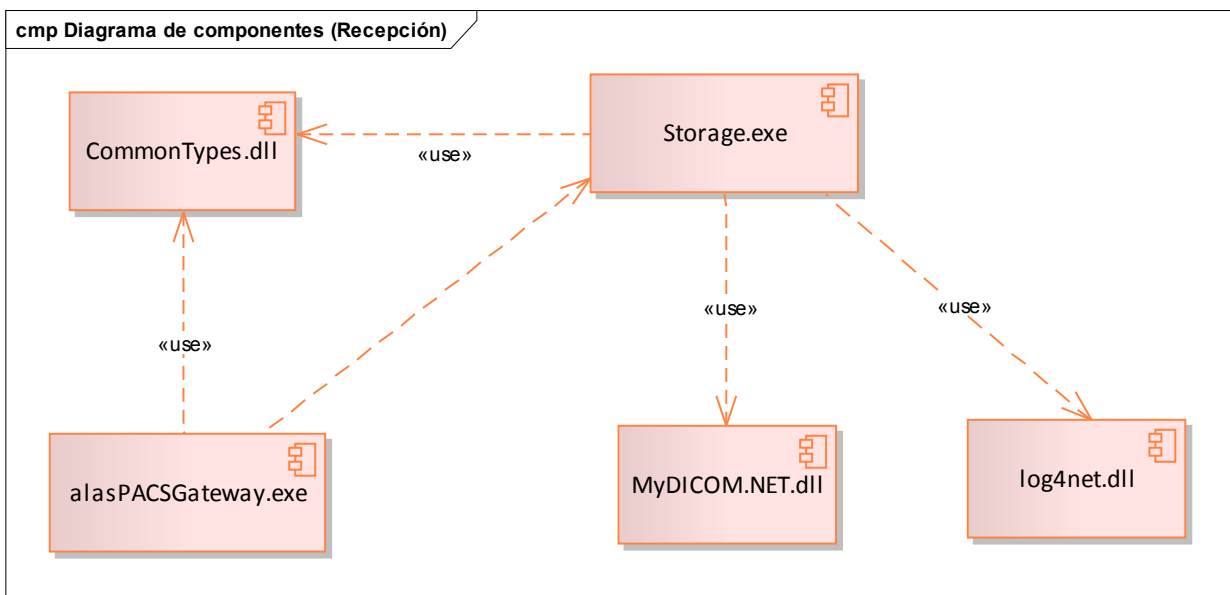 cmp Diagrama de componentes (Recepción)
CommonTypes.dll
Storage.exe
«use»
«use»
«use»
«use»
alasPACSGateway.exe
MyDICOM.NET.dll
log4net.dll